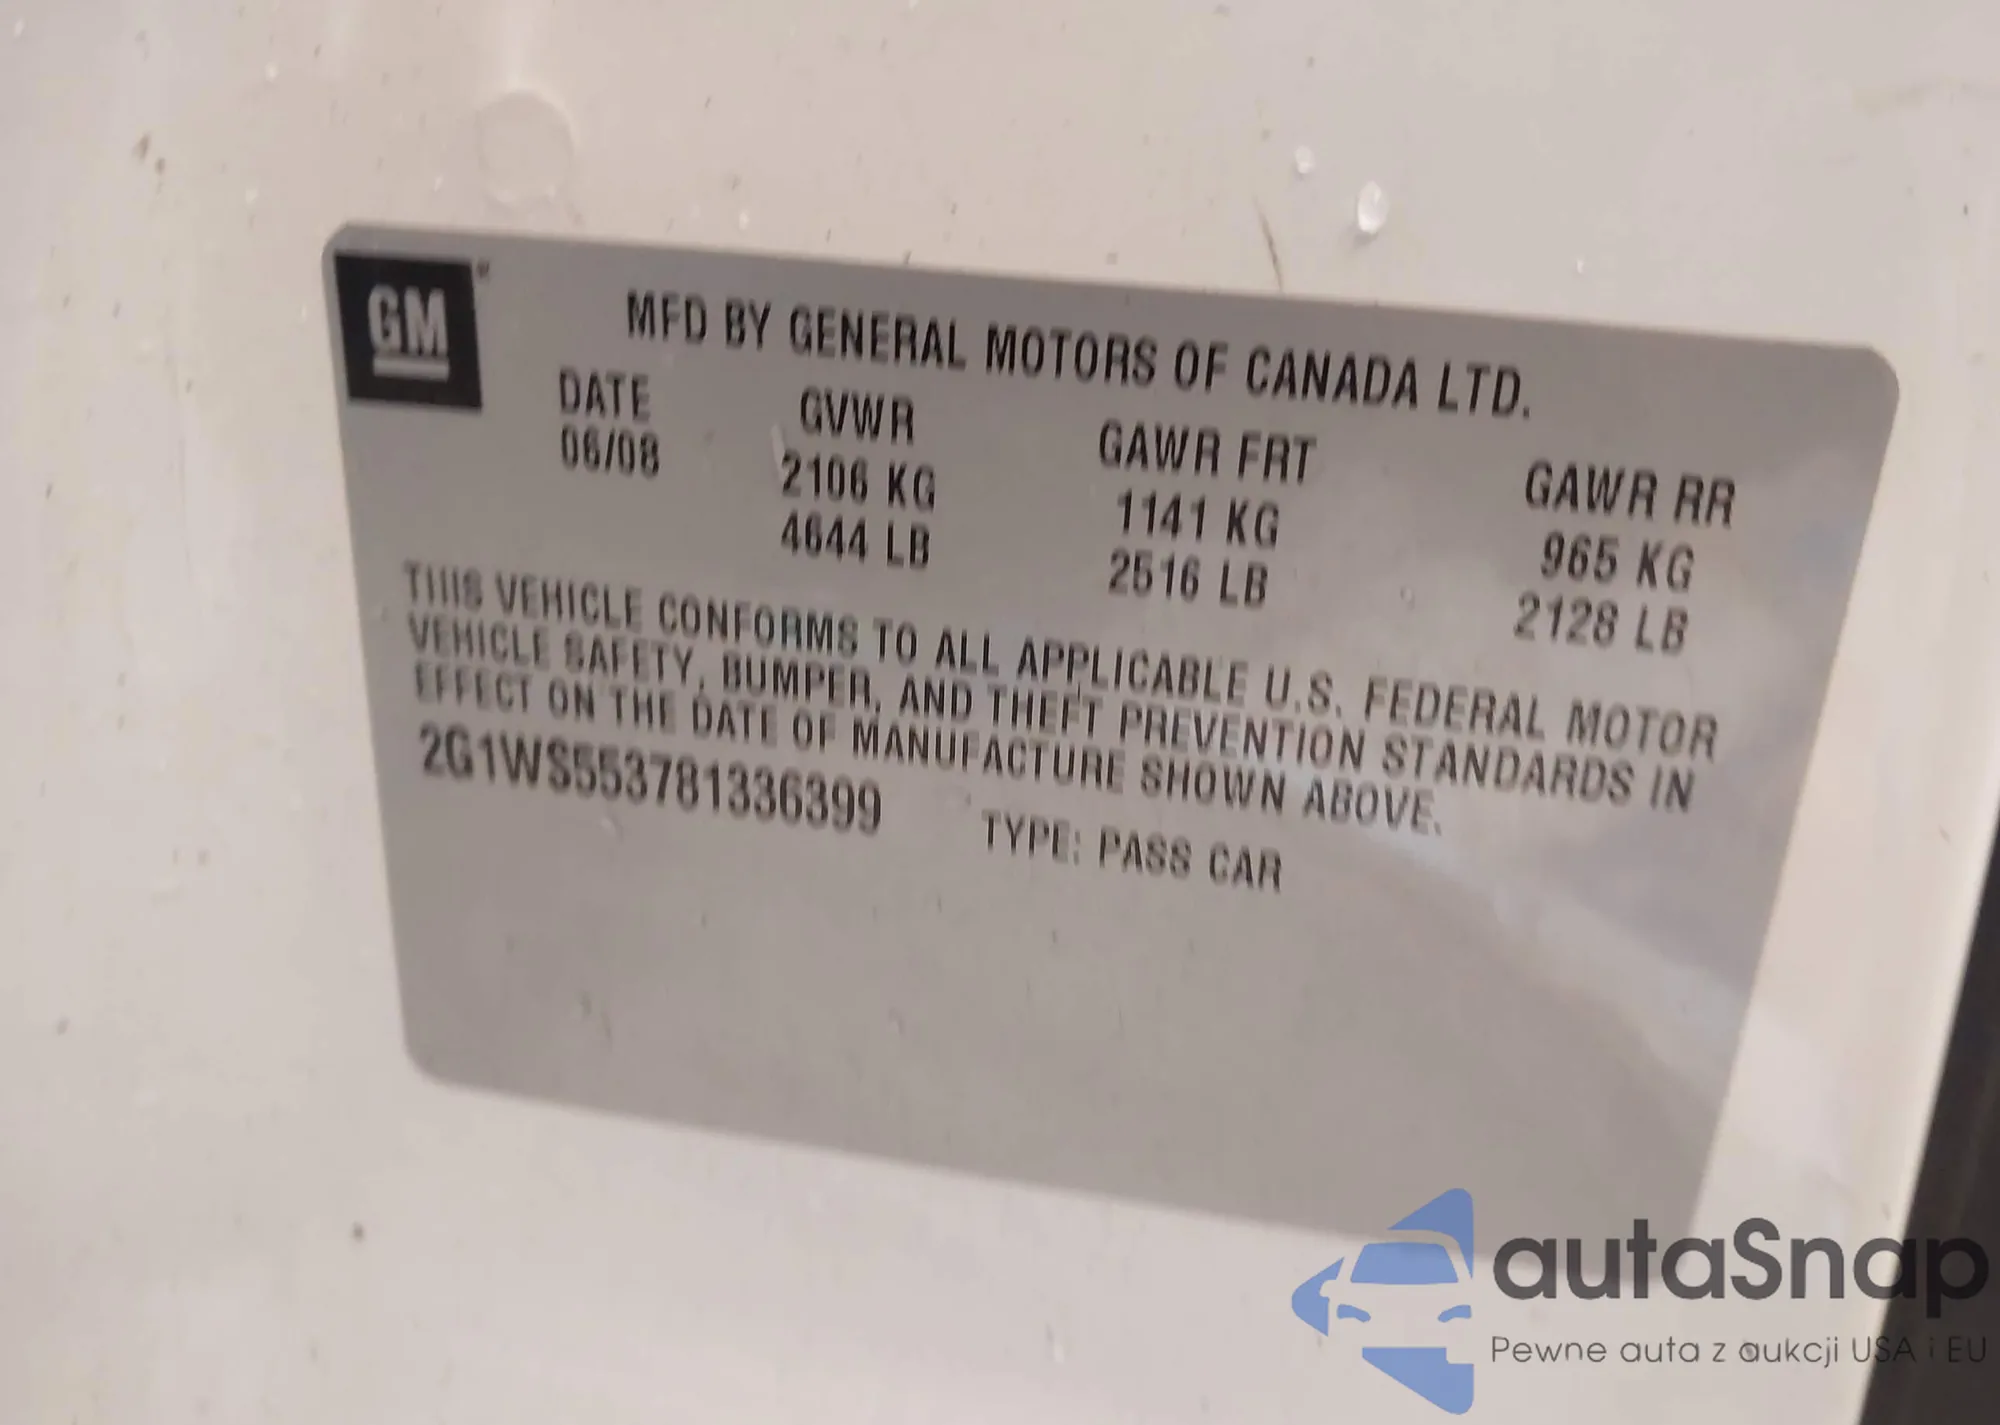 GM
MFD BY GENERAL MOTORS OF CANADA LTD.
DATE GVWR GAWR FRT GAWR RR
06/08 2106 KG 1141 KG 965 KG
4644 LB 2516 LB 2128 LB
THIS VEHICLE CONFORMS TO ALL APPLICABLE U.S. FEDERAL MOTOR
VEHICLE SAFETY, BUMPER, AND THEFT PREVENTION STANDARDS IN
EFFECT ON THE DATE OF MANUFACTURE SHOWN ABOVE.
2G1WS553781336399 TYPE: PASS CAR
autaSnap
Pewne auta z aukcji USA i EU